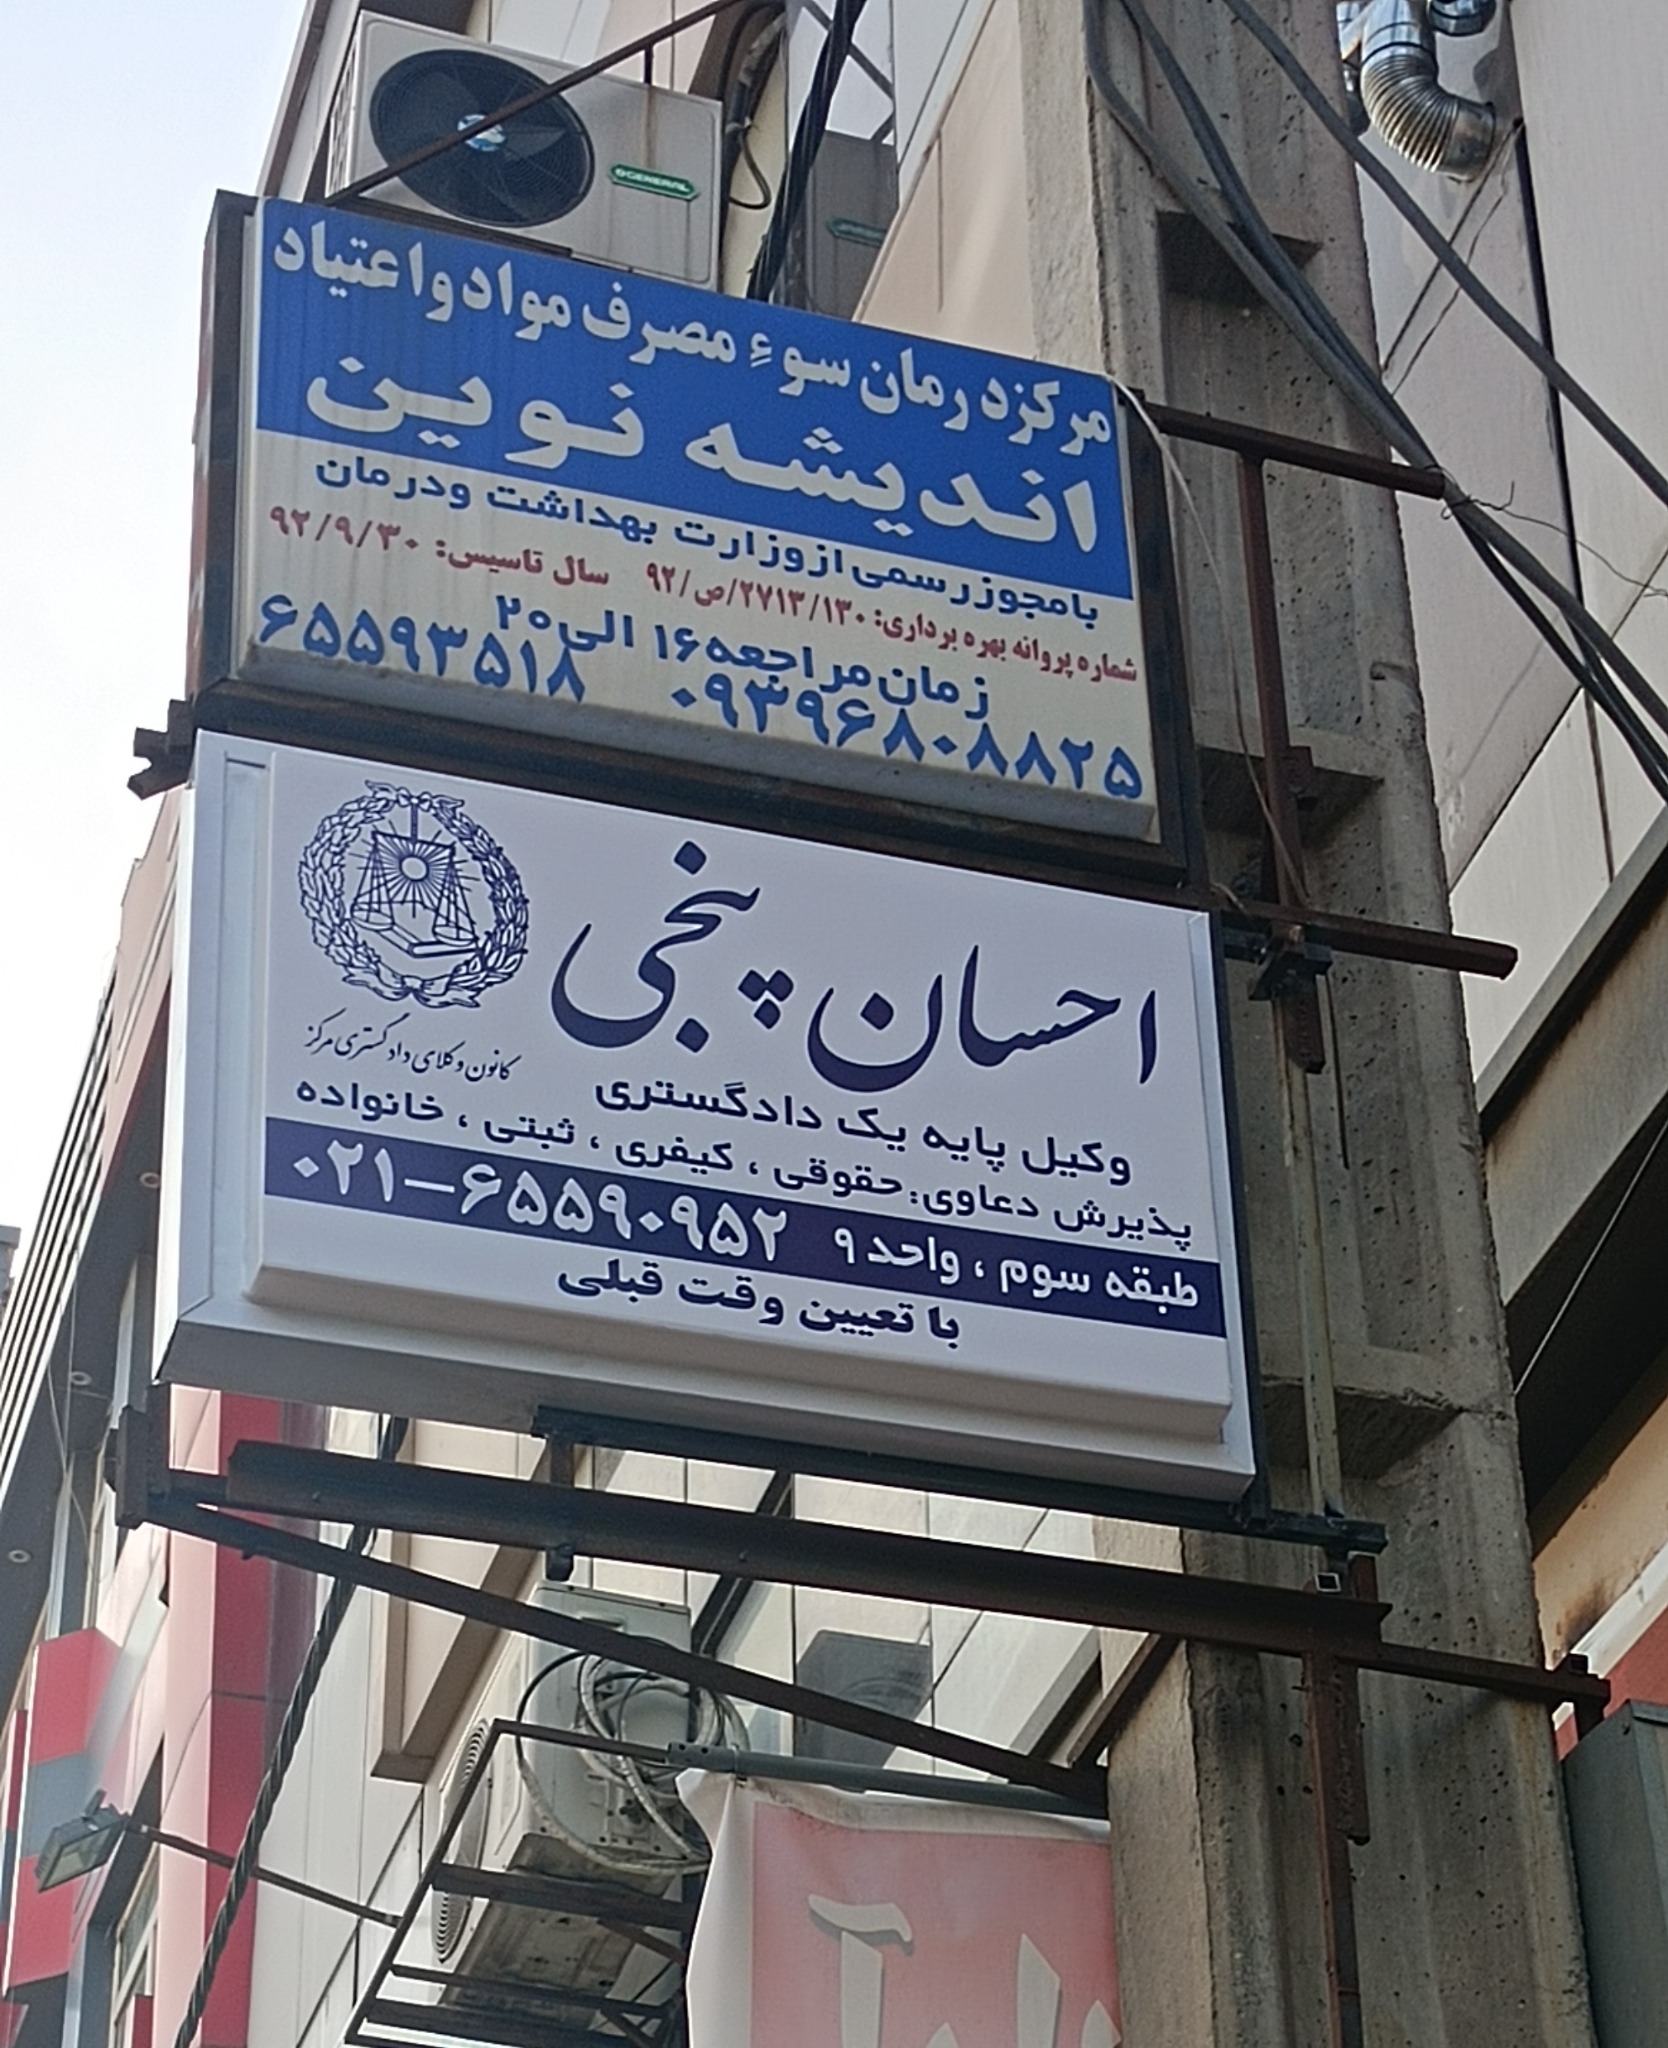 OGENERAL
مرکز درمان سوءِ مصرف مواد و اعتیاد
اندیشه نوین
با مجوز رسمی از وزارت بهداشت و درمان
شماره پروانه بهره برداری: ۲۷۱۳/۱۳۰/ص/۹۲ سال تاسیس: ۹۲/۹/۳۰
زمان مراجعه ۱۶ الی ۲۰
۶۵۵۹۳۵۱۸ ۰۹۳۹۶۸۰۸۸۲۵
احسان پنجی
کانون وکلای دادگستری مرکز
وکیل پایه یک دادگستری
پذیرش دعاوی: حقوقی ، کیفری ، ثبتی ، خانواده
طبقه سوم ، واحد ۹ ۰۲۱-۶۵۵۹۰۹۵۲
با تعیین وقت قبلی